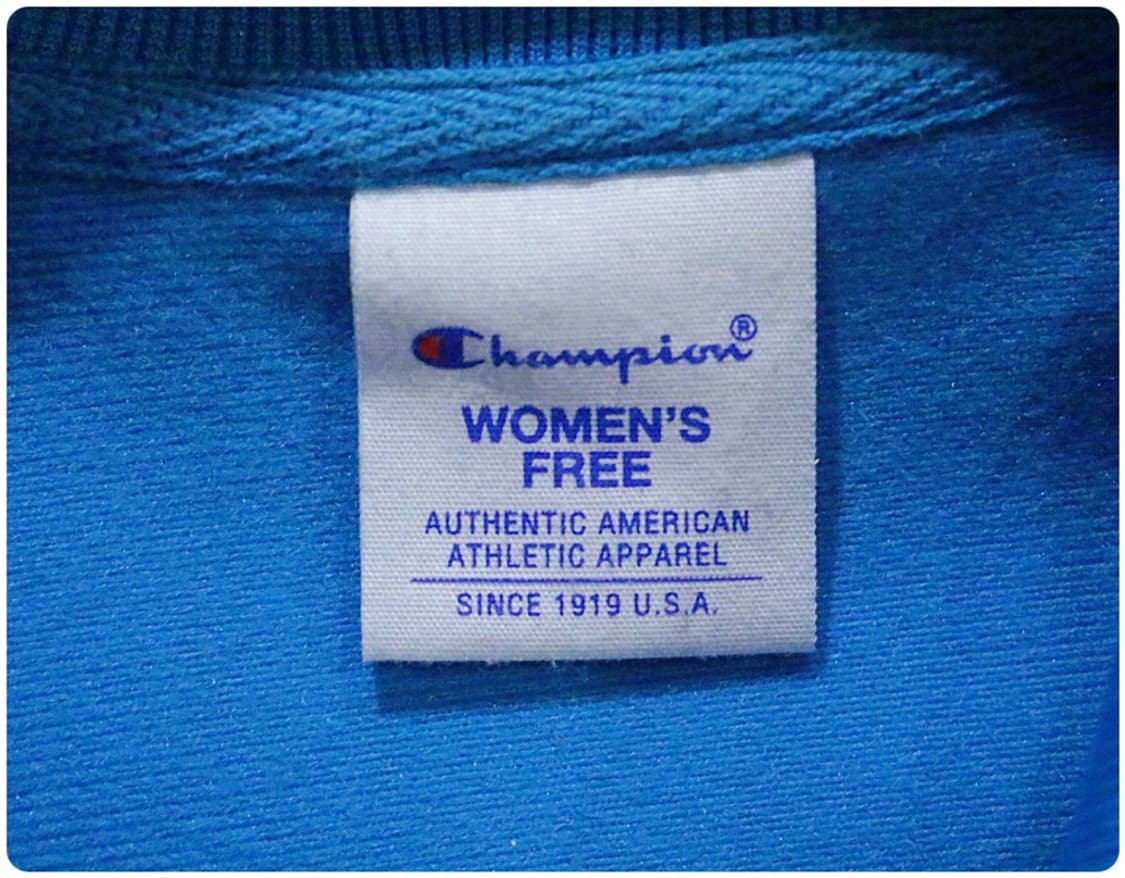 Champion®
WOMEN'S
FREE
AUTHENTIC AMERICAN
ATHLETIC APPAREL
SINCE 1919 U.S.A.